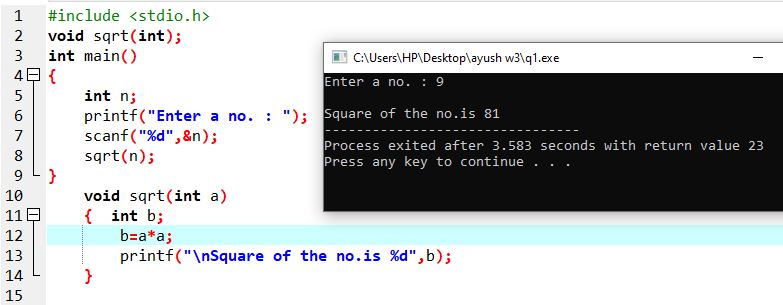 1 #include <stdio.h>
2 void sqrt(int);
3 int main()
4 {
5 int n;
6 printf("Enter a no. : ");
7 scanf("%d",&n);
8 sqrt(n);
9 }
10 void sqrt(int a)
11 { int b;
12 b=a*a;
13 printf("\nSquare of the no.is %d",b);
14 }
15
C:\Users\HP\Desktop\ayush w3\q1.exe
Enter a no. : 9
Square of the no.is 81
--------------------------------
Process exited after 3.583 seconds with return value 23
Press any key to continue . . .